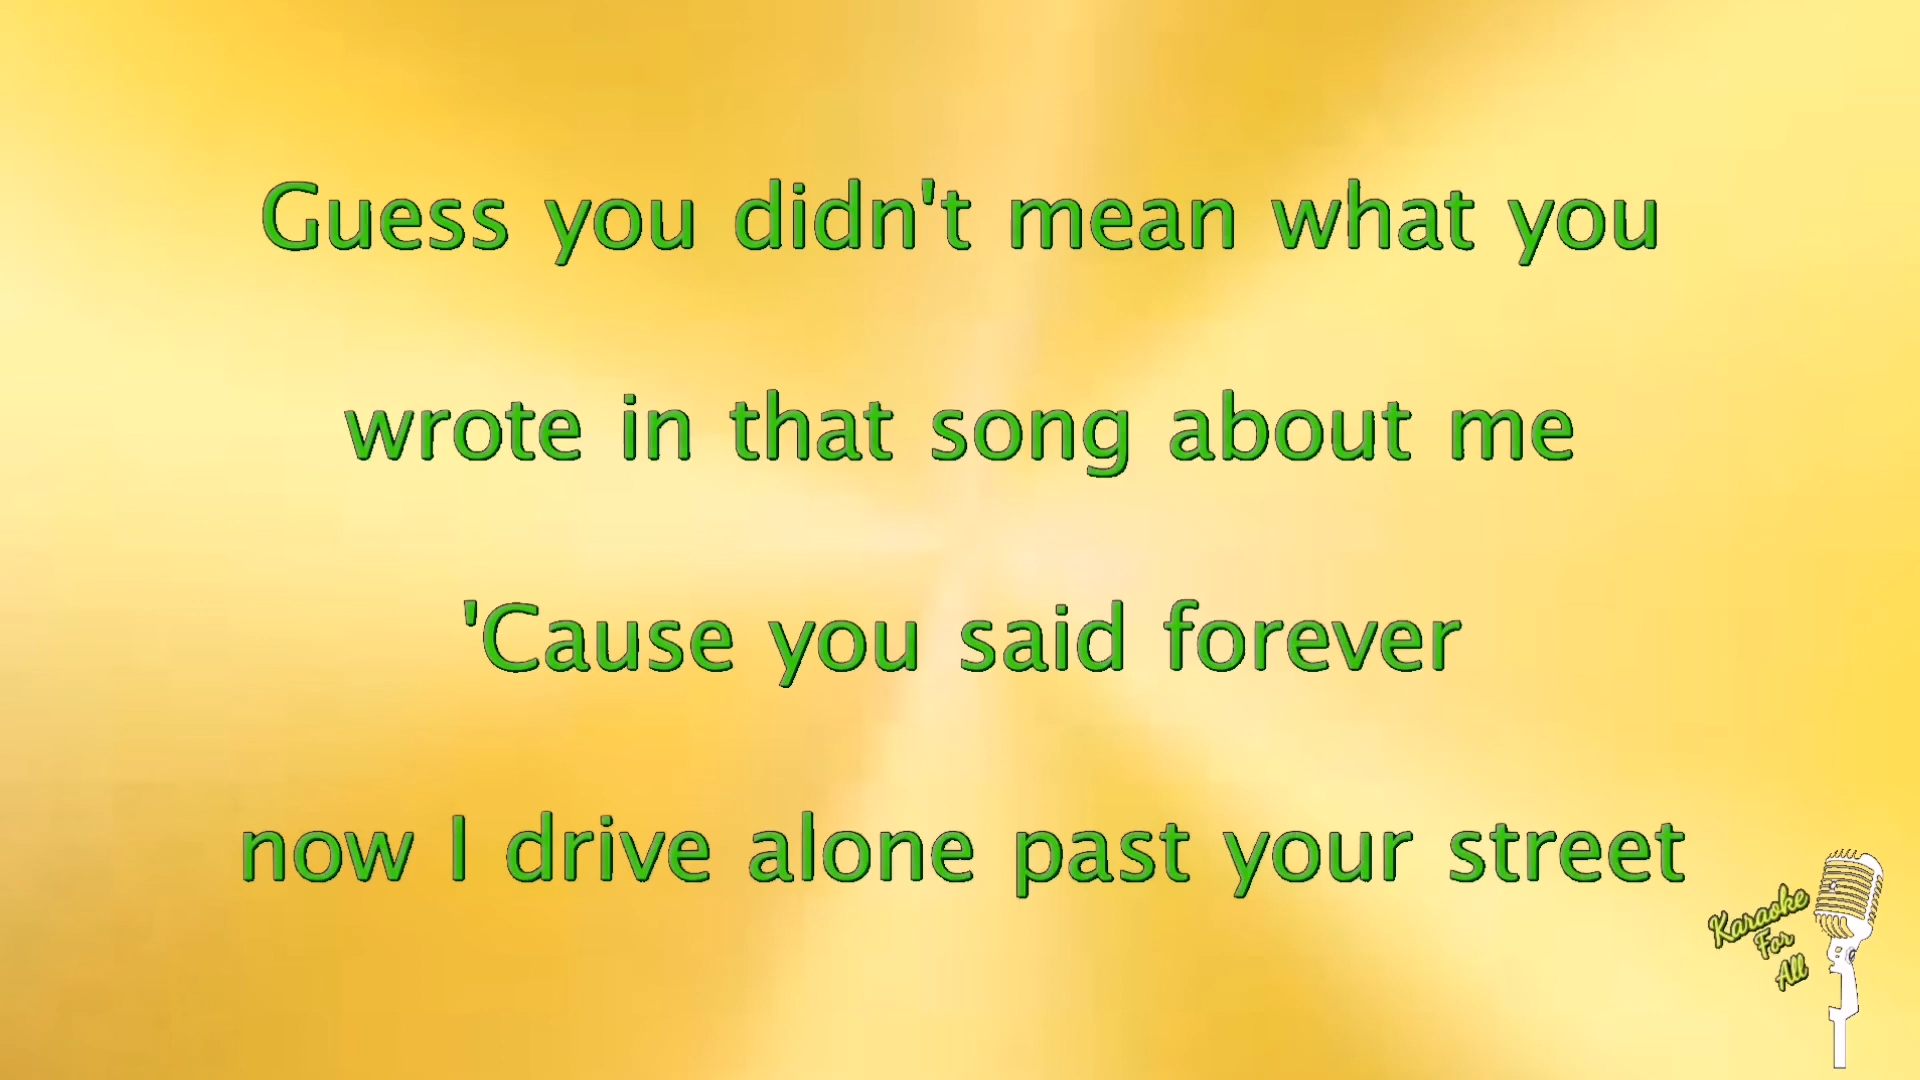 Guess you didn't mean what you
wrote in that song about me
'Cause you said forever
now I drive alone past your street
Karaoke
For
All